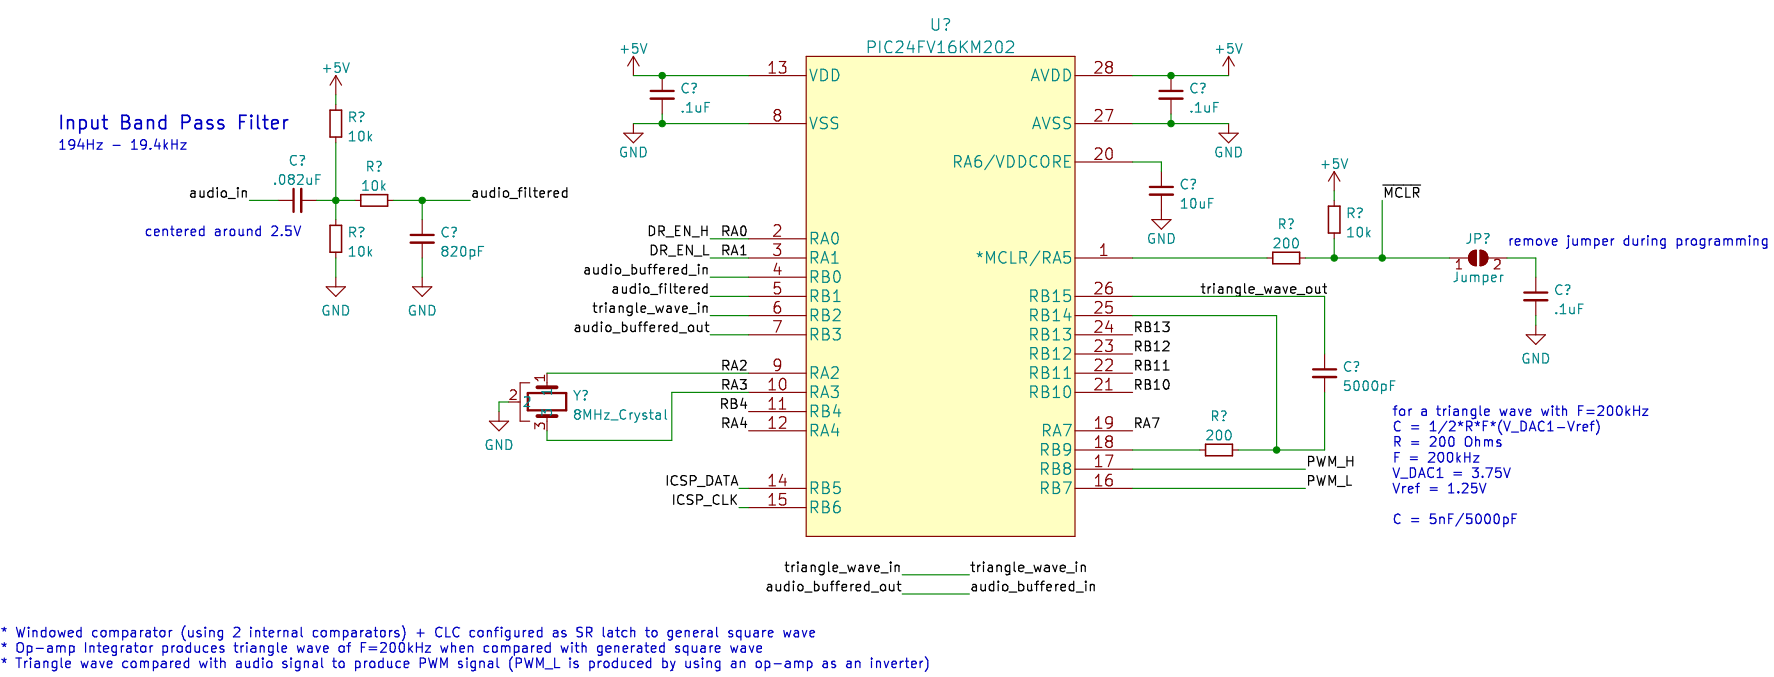 U?
PIC24FV16KM202
+5V
C?
.1uF
GND
13 VDD
8 VSS
AVDD 28
AVSS 27
RA6/VDDCORE 20
+5V
C?
.1uF
GND
C?
10uF
GND
Input Band Pass Filter
194Hz - 19.4kHz
+5V
R?
10k
C?
.082uF
R?
10k
audio_in
audio_filtered
centered around 2.5V
R?
10k
C?
820pF
GND
GND
DR_EN_H RA0 2 RA0
DR_EN_L RA1 3 RA1
audio_buffered_in 4 RB0
audio_filtered 5 RB1
triangle_wave_in 6 RB2
audio_buffered_out 7 RB3
RA2 9 RA2
RA3 10 RA3
RB4 11 RB4
RA4 12 RA4
ICSP_DATA 14 RB5
ICSP_CLK 15 RB6
1
2
2
3
Y?
8MHz_Crystal
GND
*MCLR/RA5 1
RB15 26 triangle_wave_out
RB14 25
RB13 24 RB13
RB12 23 RB12
RB11 22 RB11
RB10 21 RB10
RA7 19 RA7
RB9 18
RB8 17 PWM_H
RB7 16 PWM_L
R?
200
+5V
R?
10k
MCLR
JP?
1 2
Jumper
remove jumper during programming
C?
.1uF
GND
C?
5000pF
R?
200
for a triangle wave with F=200kHz
C = 1/2*R*F*(V_DAC1-Vref)
R = 200 Ohms
F = 200kHz
V_DAC1 = 3.75V
Vref = 1.25V
C = 5nF/5000pF
triangle_wave_in triangle_wave_in
audio_buffered_out audio_buffered_in
* Windowed comparator (using 2 internal comparators) + CLC configured as SR latch to general square wave
* Op-amp Integrator produces triangle wave of F=200kHz when compared with generated square wave
* Triangle wave compared with audio signal to produce PWM signal (PWM_L is produced by using an op-amp as an inverter)